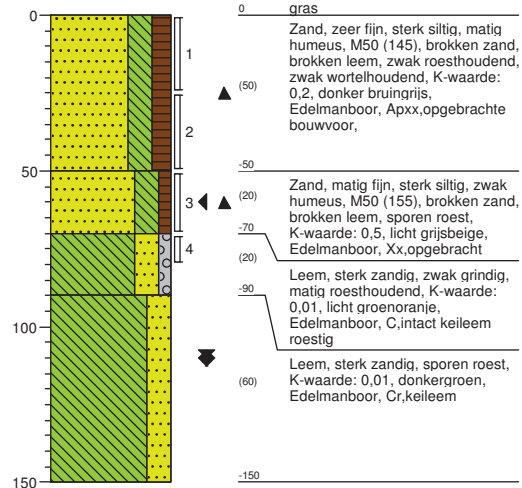 0
50
100
150
1
2
3
4
0
gras
(50)
Zand, zeer fijn, sterk siltig, matig
humeus, M50 (145), brokken zand,
brokken leem, zwak roesthoudend,
zwak wortelhoudend, K-waarde:
0,2, donker bruingrijs,
Edelmanboor, Apxx,opgebrachte
bouwvoor,
-50
(20)
Zand, matig fijn, sterk siltig, zwak
humeus, M50 (155), brokken zand,
brokken leem, sporen roest,
K-waarde: 0,5, licht grijsbeige,
Edelmanboor, Xx,opgebracht
-70
(20)
Leem, sterk zandig, zwak grindig,
matig roesthoudend, K-waarde:
0,01, licht groenoranje,
Edelmanboor, C,intact keileem
roestig
-90
(60)
Leem, sterk zandig, sporen roest,
K-waarde: 0,01, donkergroen,
Edelmanboor, Cr,keileem
-150